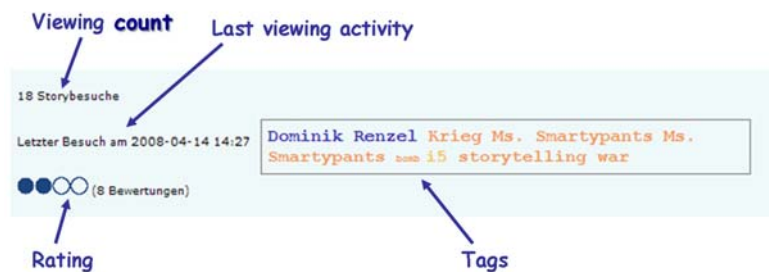 Viewing count
Last viewing activity
18 Storybesuche
Letzter Besuch am 2008-04-14 14:27
Dominik Renzel Krieg Ms. Smartypants Ms.
Smartypants bomb i5 storytelling war
(8 Bewertungen)
Rating
Tags